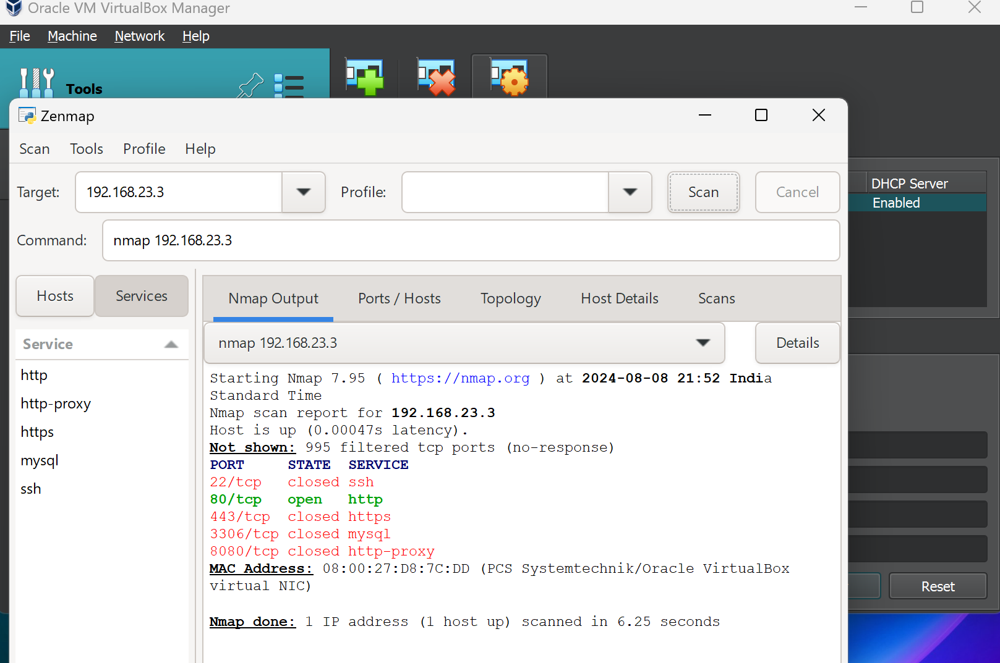 Oracle VM VirtualBox Manager
File Machine Network Help
Tools
Zenmap
Scan Tools Profile Help
Target: 192.168.23.3 Profile: Scan Cancel
DHCP Server
Enabled
Command: nmap 192.168.23.3
Hosts Services
Nmap Output Ports / Hosts Topology Host Details Scans
nmap 192.168.23.3 Details
Service
http
http-proxy
https
mysql
ssh
Starting Nmap 7.95 ( https://nmap.org ) at 2024-08-08 21:52 India
Standard Time
Nmap scan report for 192.168.23.3
Host is up (0.00047s latency).
Not shown: 995 filtered tcp ports (no-response)
PORT STATE SERVICE
22/tcp closed ssh
80/tcp open http
443/tcp closed https
3306/tcp closed mysql
8080/tcp closed http-proxy
MAC Address: 08:00:27:D8:7C:DD (PCS Systemtechnik/Oracle VirtualBox
virtual NIC)
Nmap done: 1 IP address (1 host up) scanned in 6.25 seconds
Reset